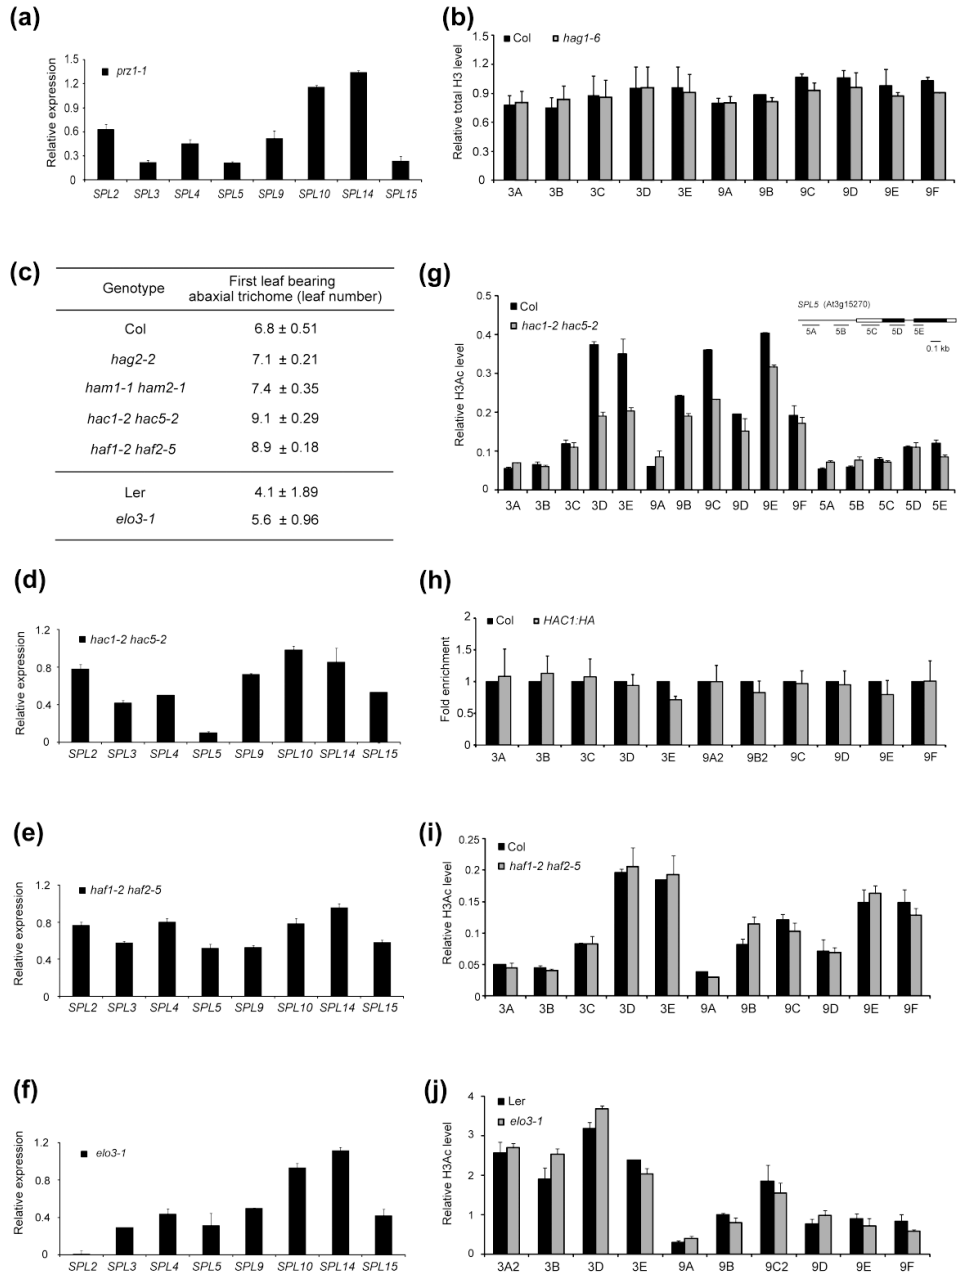 (a)
prz1-1
Relative expression
1.5
1.2
0.9
0.6
0.3
0
SPL2 SPL3 SPL4 SPL5 SPL9 SPL10 SPL14 SPL15
(b)
Col hag1-6
Relative total H3 level
1.5
1.2
0.9
0.6
0.3
0
3A 3B 3C 3D 3E 9A 9B 9C 9D 9E 9F
(c)
Genotype First leaf bearing
abaxial trichome (leaf number)
Col 6.8 ± 0.51
hag2-2 7.1 ± 0.21
ham1-1 ham2-1 7.4 ± 0.35
hac1-2 hac5-2 9.1 ± 0.29
haf1-2 haf2-5 8.9 ± 0.18
Ler 4.1 ± 1.89
elo3-1 5.6 ± 0.96
(g)
Col
hac1-2 hac5-2
Relative H3Ac level
0.5
0.4
0.3
0.2
0.1
0
SPL5 (At3g15270)
5A 5B 5C 5D 5E
0.1 kb
3A 3B 3C 3D 3E 9A 9B 9C 9D 9E 9F 5A 5B 5C 5D 5E
(d)
hac1-2 hac5-2
Relative expression
1.2
0.8
0.4
0
SPL2 SPL3 SPL4 SPL5 SPL9 SPL10 SPL14 SPL15
(h)
Col HAC1:HA
Fold enrichment
2
1.5
1
0.5
0
3A 3B 3C 3D 3E 9A2 9B2 9C 9D 9E 9F
(e)
haf1-2 haf2-5
Relative expression
1.2
0.8
0.4
0
SPL2 SPL3 SPL4 SPL5 SPL9 SPL10 SPL14 SPL15
(i)
Col
haf1-2 haf2-5
Relative H3Ac level
0.25
0.2
0.15
0.1
0.05
0
3A 3B 3C 3D 3E 9A 9B 9C 9D 9E 9F
(f)
elo3-1
Relative expression
1.2
0.8
0.4
0
SPL2 SPL3 SPL4 SPL5 SPL9 SPL10 SPL14 SPL15
(j)
Ler
elo3-1
Relative H3Ac level
4
3
2
1
0
3A2 3B 3D 3E 9A 9B 9C2 9D 9E 9F